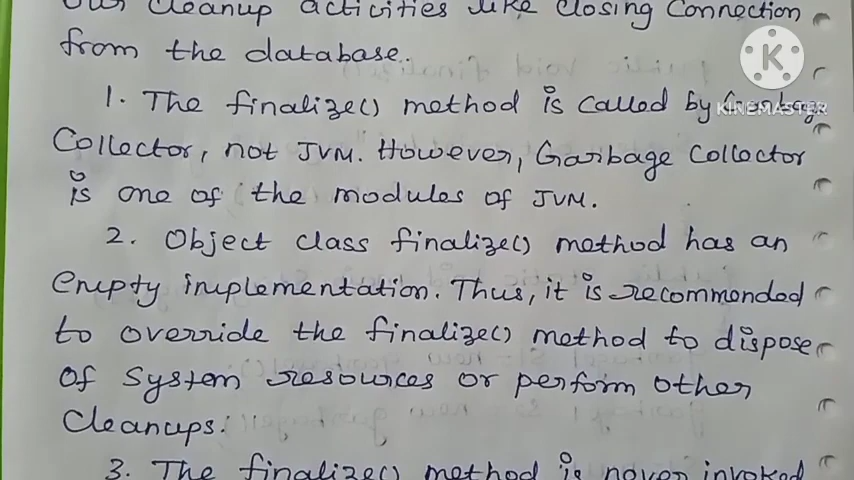 our cleanup activities like closing connection
from the database.
1. The finalize() method is called by Garbage
Collector, not JVM. However, Garbage Collector
is one of the modules of JVM.
2. Object class finalize() method has an
empty implementation. Thus, it is recommended
to override the finalize() method to dispose
of system resources or perform other
cleanups.
3. The finalize() method is never invoked
K
KINEMASTER